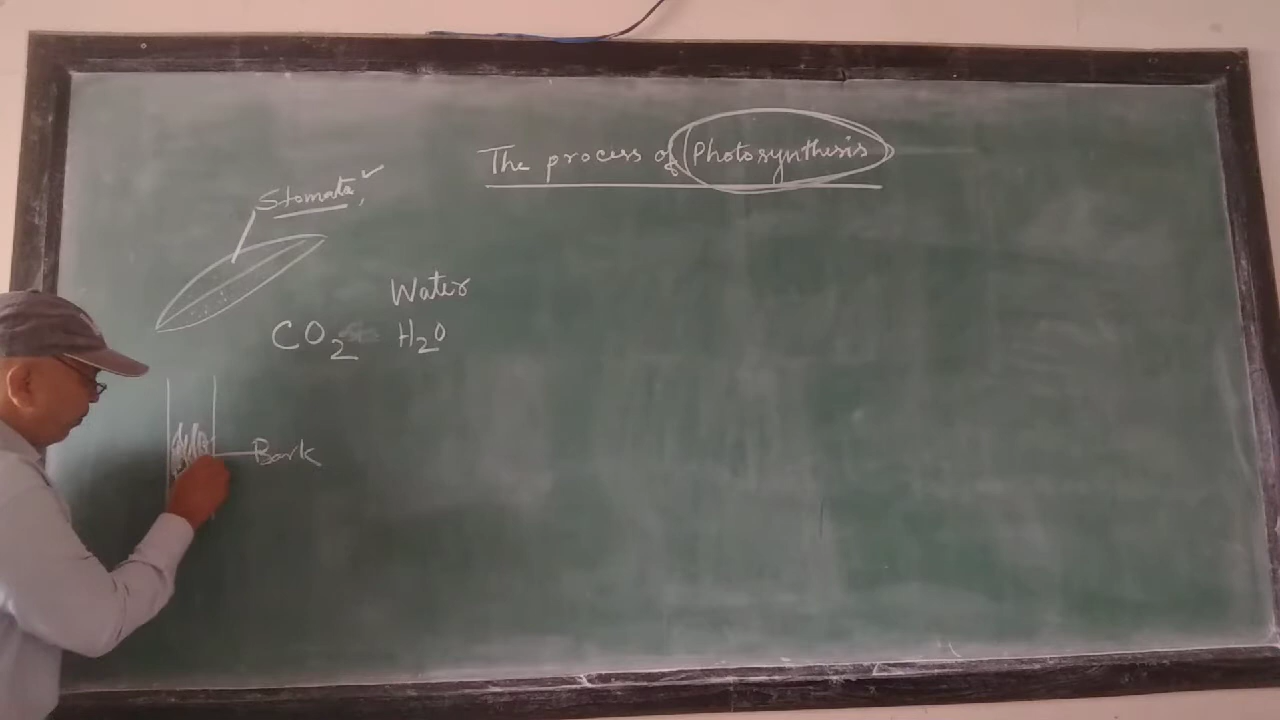 The process of Photosynthesis
Stomata,
Water
CO2 H2O
Bark